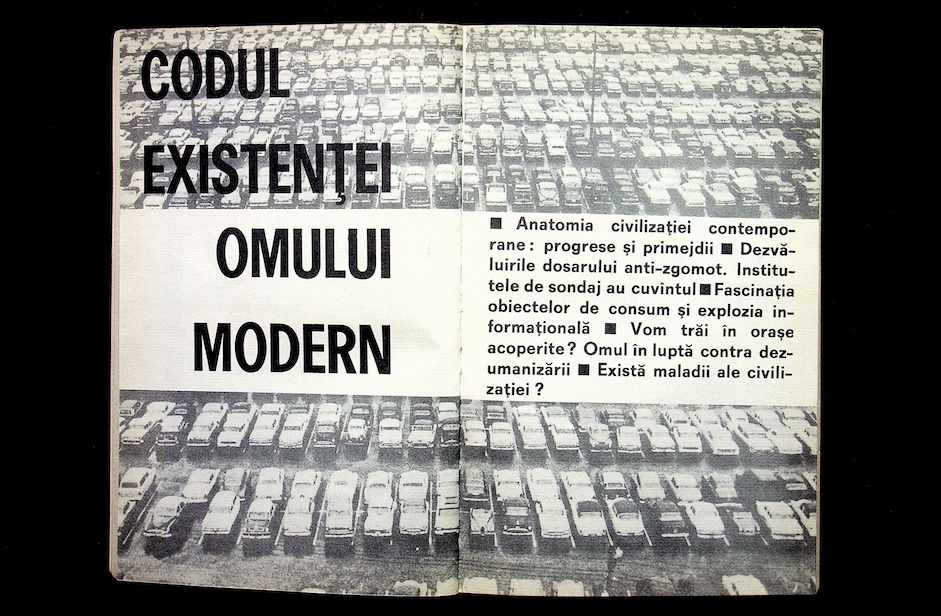 CODUL
EXISTENȚEI
OMULUI
MODERN
■ Anatomia civilizației contempo-
rane : progrese și primejdii ■ Dezvă-
luirile dosarului anti-zgomot. Institu-
tele de sondaj au cuvîntul ■ Fascinația
obiectelor de consum și explozia in-
formațională ■ Vom trăi în orașe
acoperite ? Omul în luptă contra dez-
umanizării ■ Există maladii ale civili-
zației ?